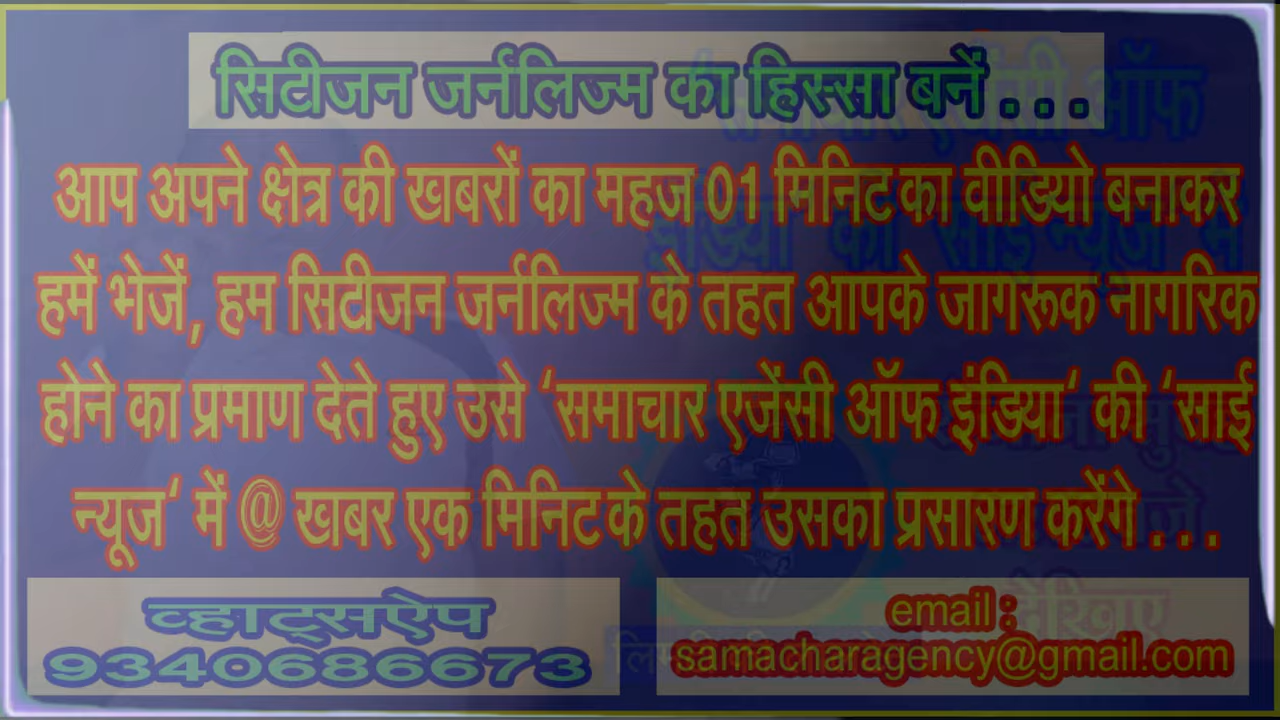 सिटीजन जर्नलिज्म का हिस्सा बनें . . .
आप अपने क्षेत्र की खबरों का महज 01 मिनिट का वीडियो बनाकर
हमें भेजें, हम सिटीजन जर्नलिज्म के तहत आपके जागरूक नागरिक
होने का प्रमाण देते हुए उसे ‘समाचार एजेंसी ऑफ इंडिया‘ की ‘साई
न्यूज‘ में @ खबर एक मिनिट के तहत उसका प्रसारण करेंगे . . .
व्हाट्सऐप
9340686673
email :
samacharagency@gmail.com
ऑफ
इंडिया की साई न्यूज में
देखिए